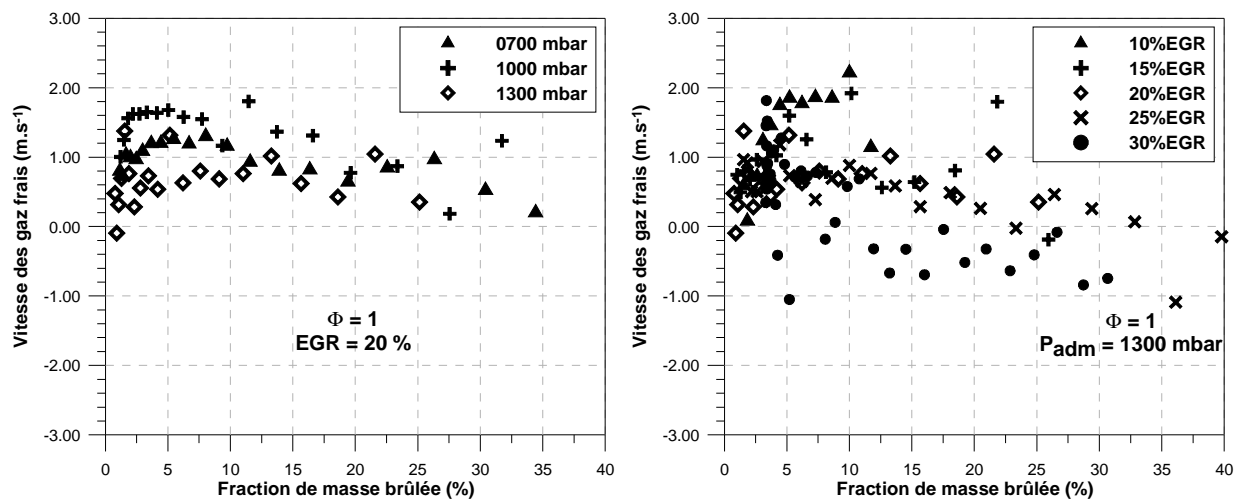 3.00
2.00
1.00
0.00
-1.00
-2.00
-3.00
Vitesse des gaz frais (m.s⁻¹)
0700 mbar
1000 mbar
1300 mbar
Φ = 1
EGR = 20 %
0 5 10 15 20 25 30 35 40
Fraction de masse brûlée (%)
3.00
2.00
1.00
0.00
-1.00
-2.00
-3.00
Vitesse des gaz frais (m.s⁻¹)
10%EGR
15%EGR
20%EGR
25%EGR
30%EGR
Φ = 1
Padm = 1300 mbar
0 5 10 15 20 25 30 35 40
Fraction de masse brûlée (%)